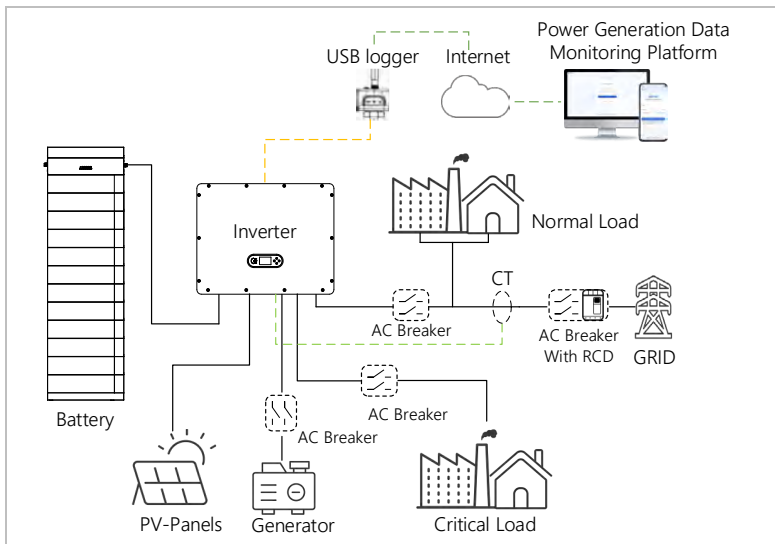 Power Generation Data
Monitoring Platform
USB logger
Internet
Inverter
Normal Load
CT
AC Breaker
AC Breaker
With RCD
GRID
Battery
AC Breaker
AC Breaker
PV-Panels
Generator
Critical Load